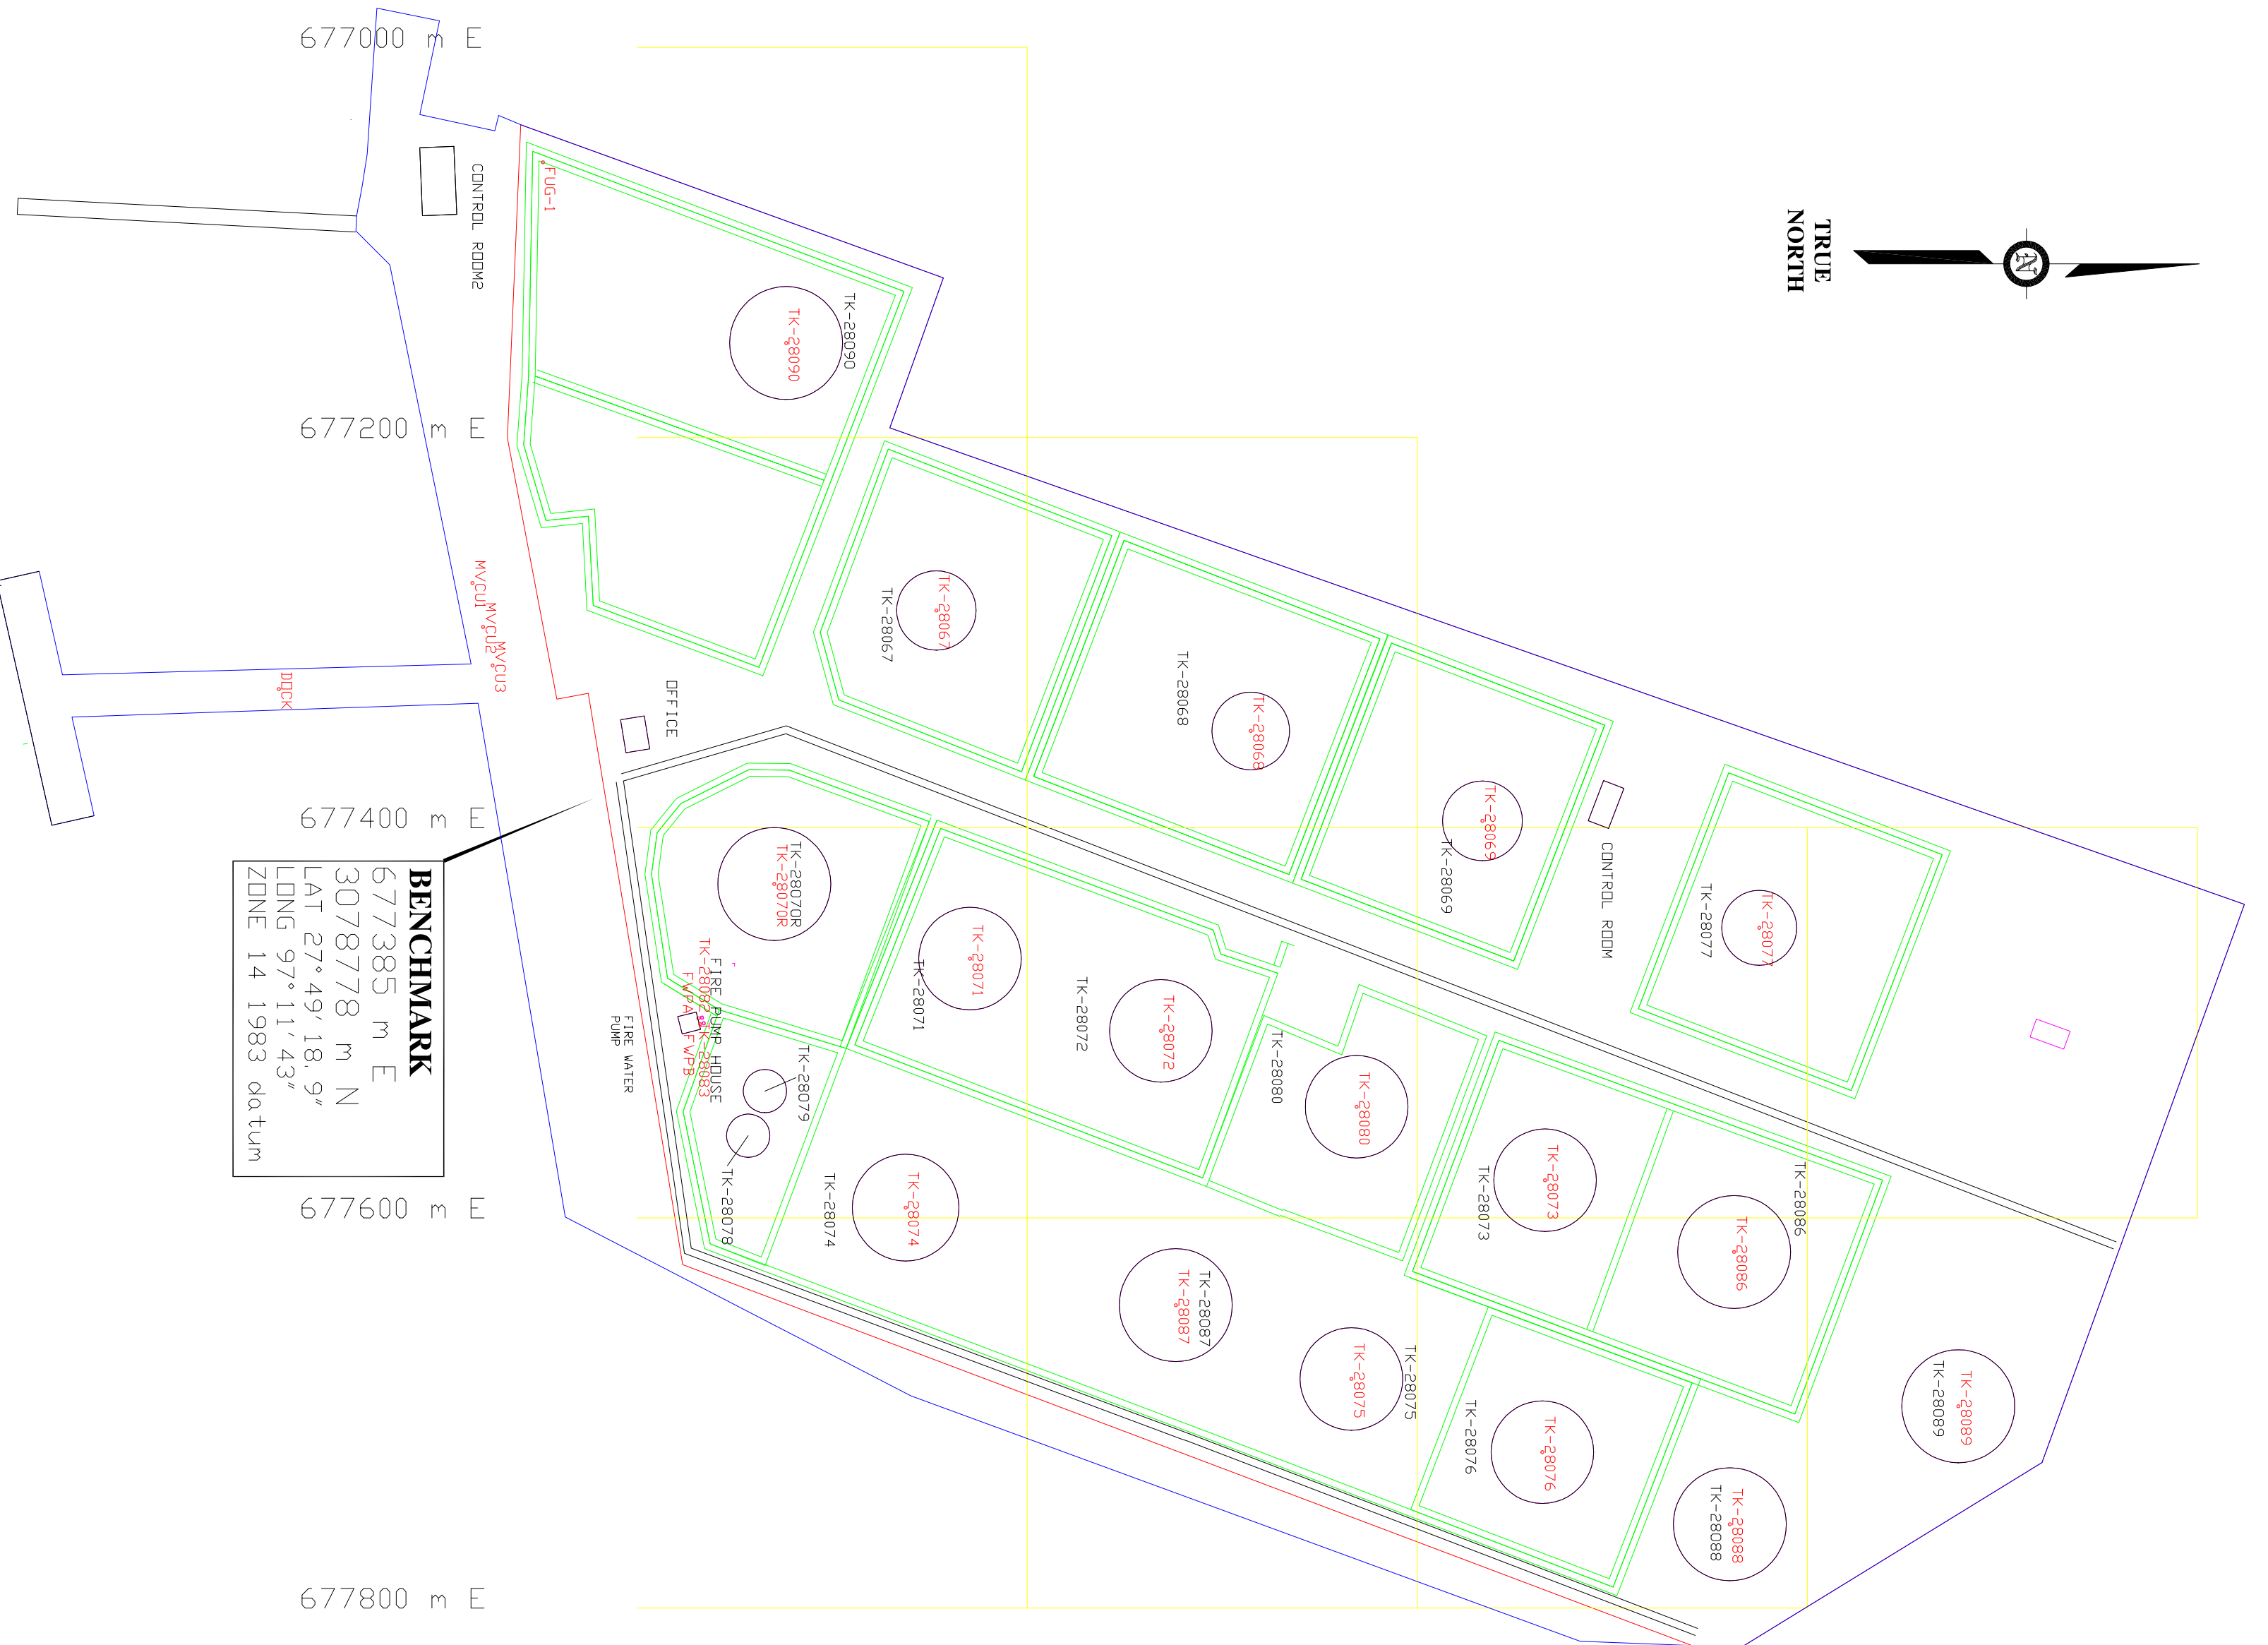 677000 m E
677200 m E
677400 m E
677600 m E
677800 m E
TRUE
NORTH
N
CONTROL ROOM2
FUG-1
TK-28090
TK-28090
TK-28067
TK-28067
TK-28068
TK-28068
TK-28069
TK-28069
CONTROL ROOM
TK-28077
TK-28077
MVCU1
MVCU2
MVCU3
DOCK
OFFICE
TK-28070R
TK-28070R
TK-28071
TK-28071
TK-28072
TK-28072
TK-28080
TK-28080
TK-28073
TK-28073
TK-28086
TK-28086
FIRE PUMP HOUSE
TK-28082
TK-28083
FWPA
FWPB
FIRE WATER
PUMP
TK-28079
TK-28078
TK-28074
TK-28074
TK-28087
TK-28087
TK-28075
TK-28075
TK-28076
TK-28076
TK-28089
TK-28089
TK-28088
TK-28088
BENCHMARK
677385 m E
3078778 m N
LAT 27°49'18.9"
LONG 97°11'43"
ZONE 14 1983 datum